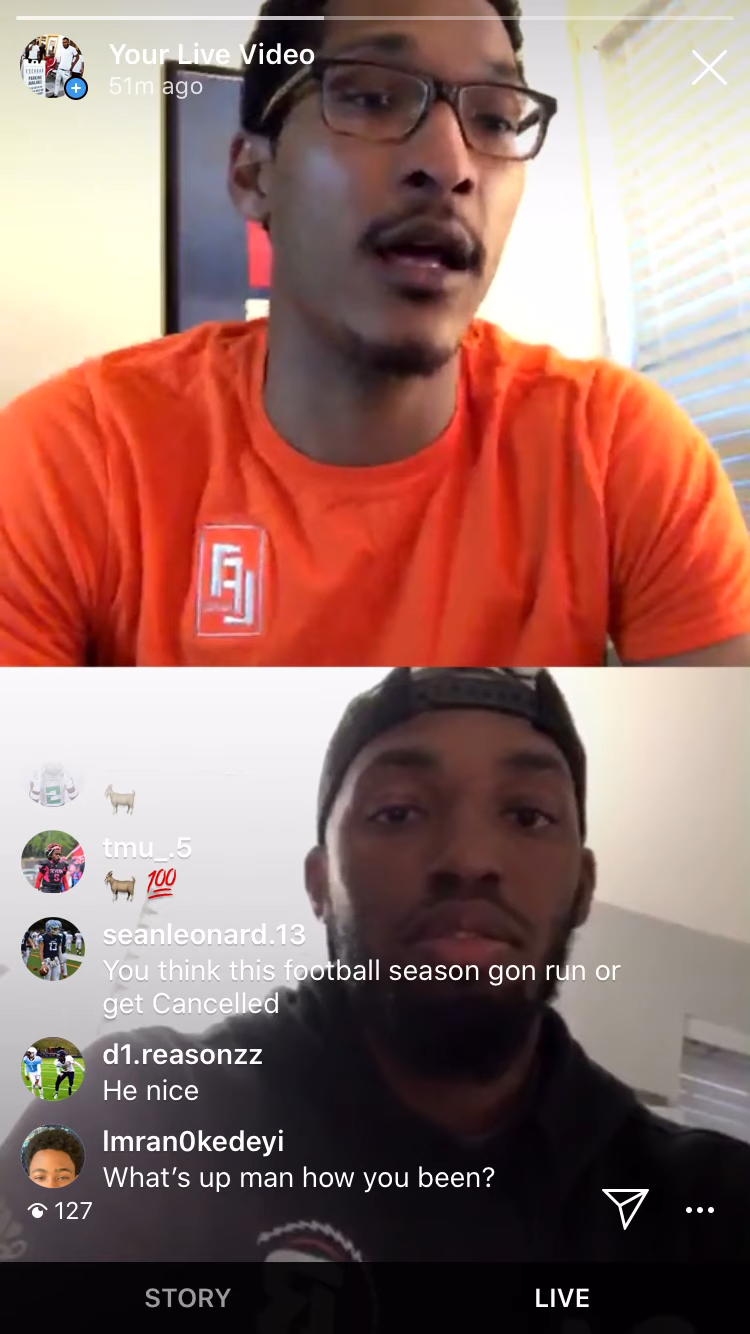 Your Live Video
51m ago
🐐
tmu_.5
🐐 💯
seanleonard.13
You think this football season gon run or
get Cancelled
d1.reasonzz
He nice
Imran0kedeyi
What’s up man how you been?
127
STORY
LIVE